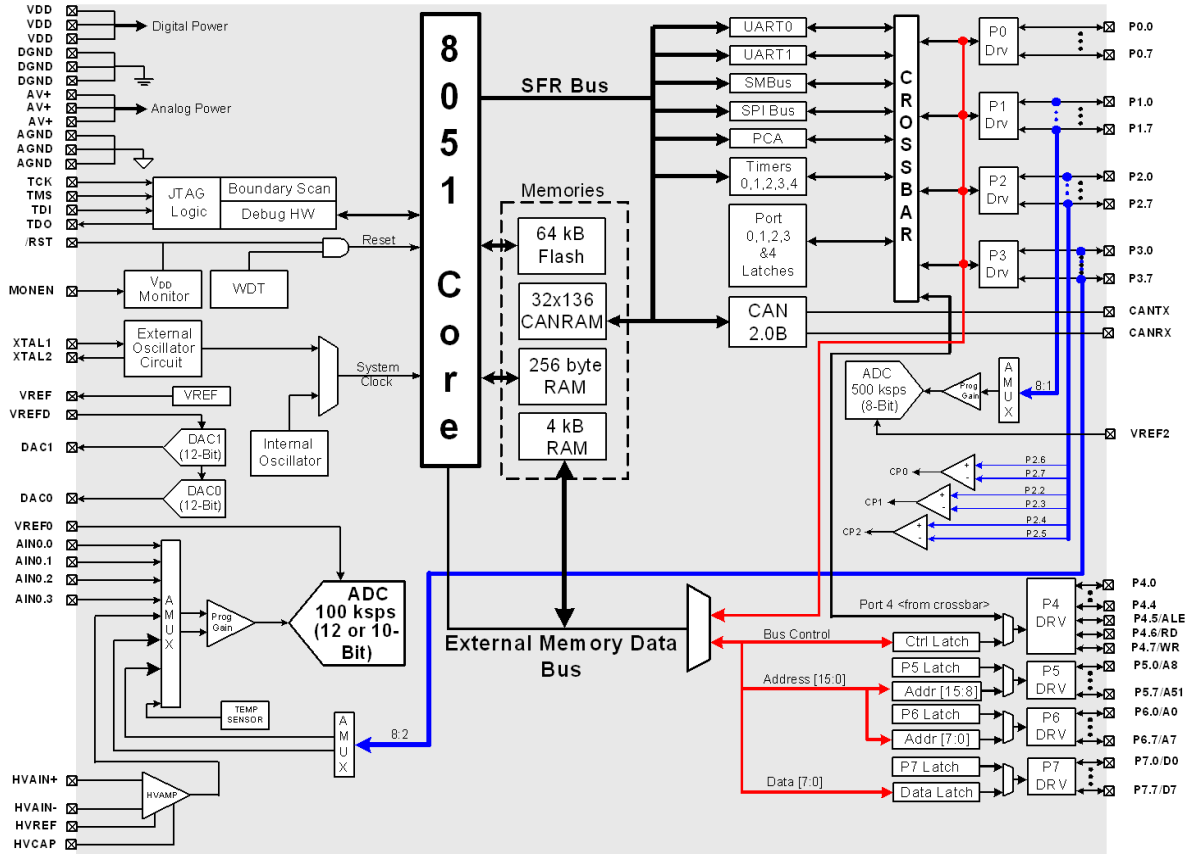 VDD
VDD
VDD
Digital Power
DGND
DGND
DGND
AV+
AV+
AV+
Analog Power
AGND
AGND
AGND
TCK
TMS
TDI
TDO
JTAG
Logic
Boundary Scan
Debug HW
/RST
Reset
MONEN
VDD
Monitor
WDT
XTAL1
XTAL2
External
Oscillator
Circuit
System
Clock
Internal
Oscillator
VREF
VREF
VREFD
DAC1
DAC1
(12-Bit)
DAC0
DAC0
(12-Bit)
VREF0
AIN0.0
AIN0.1
AIN0.2
AIN0.3
AMUX
Prog
Gain
ADC
100 ksps
(12 or 10-
Bit)
TEMP
SENSOR
AMUX
8:2
HVAIN+
HVAIN-
HVREF
HVCAP
HVAMP
8051 Core
SFR Bus
Memories
64 kB
Flash
32x136
CANRAM
256 byte
RAM
4 kB
RAM
External Memory Data
Bus
UART0
UART1
SMBus
SPI Bus
PCA
Timers
0,1,2,3,4
Port
0,1,2,3
&4
Latches
CAN
2.0B
CROSSBAR
P0
Drv
P1
Drv
P2
Drv
P3
Drv
P0.0
P0.7
P1.0
P1.7
P2.0
P2.7
P3.0
P3.7
CANTX
CANRX
ADC
500 ksps
(8-Bit)
Prog
Gain
AMUX
8:1
VREF2
CP0
+
-
P2.6
P2.7
CP1
+
-
P2.2
P2.3
CP2
+
-
P2.4
P2.5
Port 4 <from crossbar>
Bus Control
Ctrl Latch
P4
DRV
P4.0
P4.4
P4.5/ALE
P4.6/RD
P4.7/WR
Address [15:0]
P5 Latch
Addr [15:8]
P5
DRV
P5.0/A8
P5.7/A51
P6 Latch
Addr [7:0]
P6
DRV
P6.0/A0
P6.7/A7
Data [7:0]
P7 Latch
Data Latch
P7
DRV
P7.0/D0
P7.7/D7